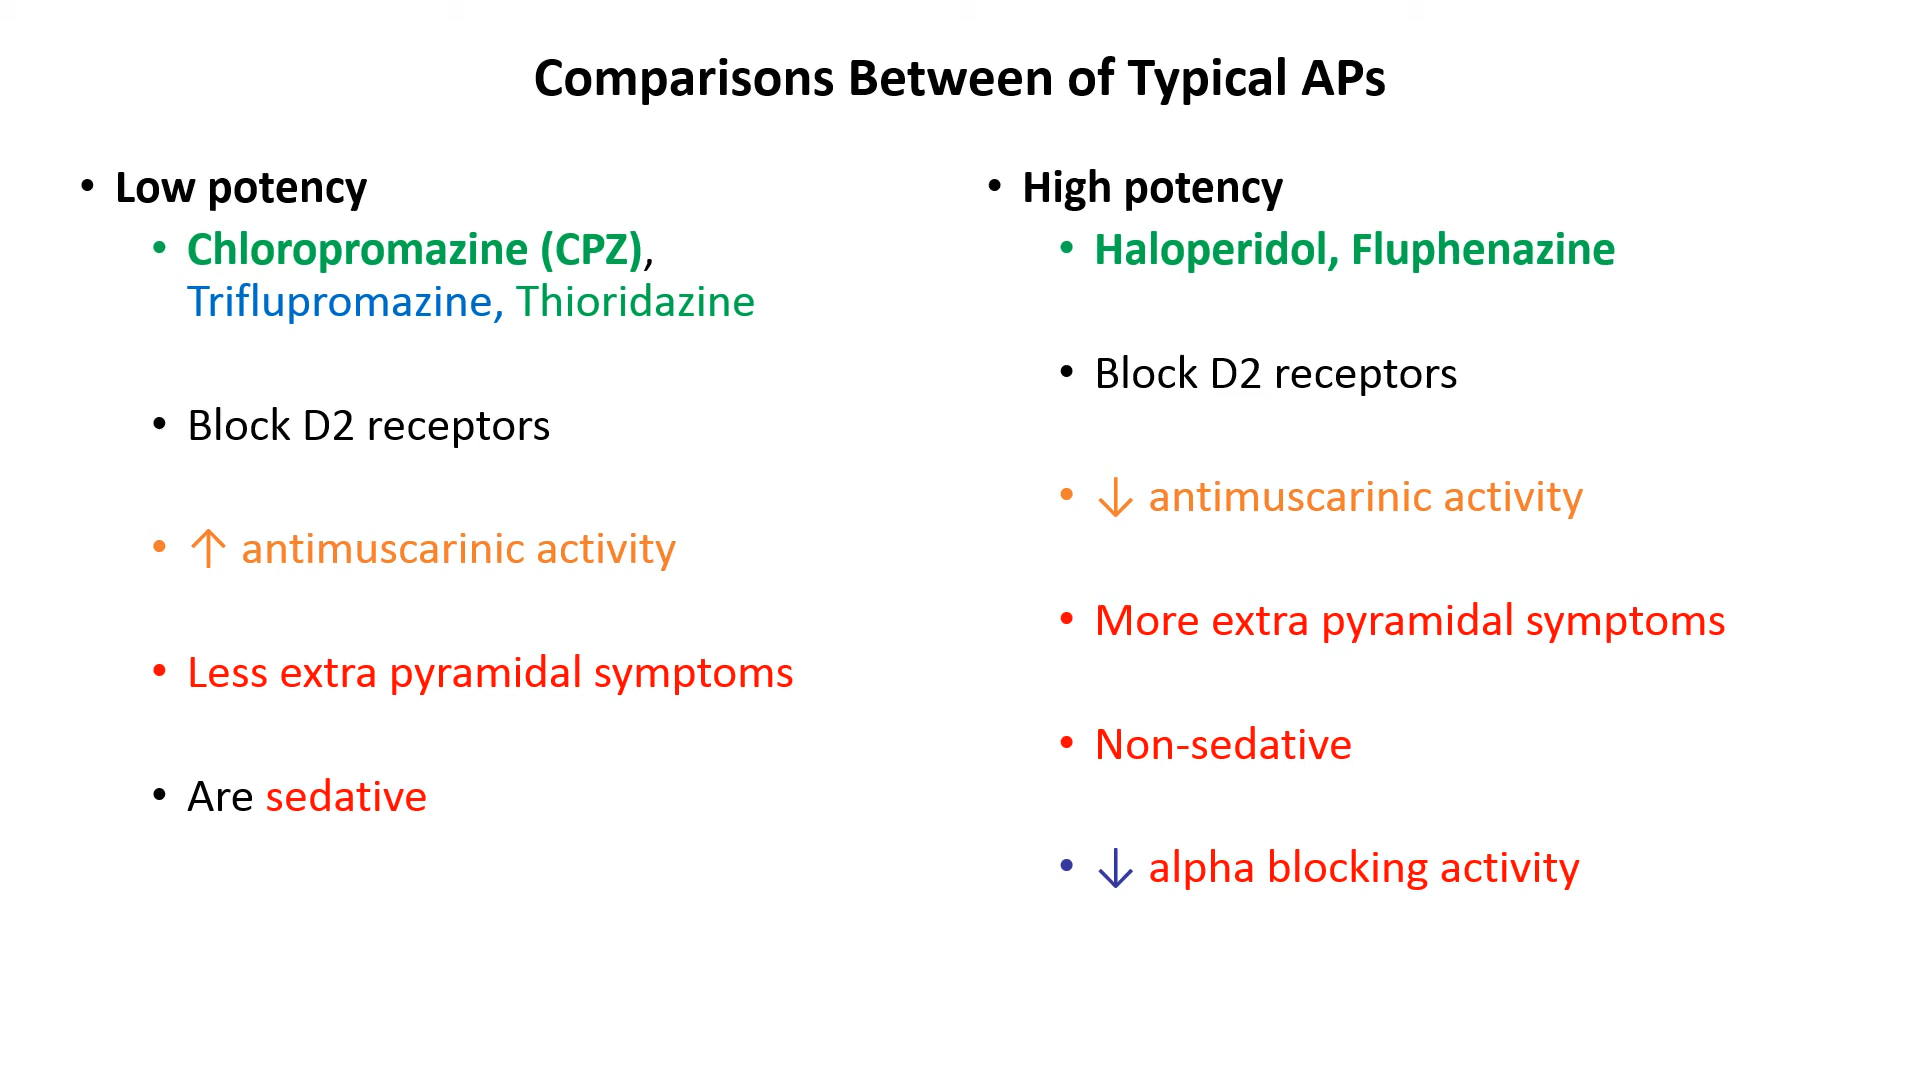 Comparisons Between of Typical APs
• Low potency
• Chloropromazine (CPZ),
Triflupromazine, Thioridazine
• Block D2 receptors
• ↑ antimuscarinic activity
• Less extra pyramidal symptoms
• Are sedative
• High potency
• Haloperidol, Fluphenazine
• Block D2 receptors
• ↓ antimuscarinic activity
• More extra pyramidal symptoms
• Non-sedative
• ↓ alpha blocking activity